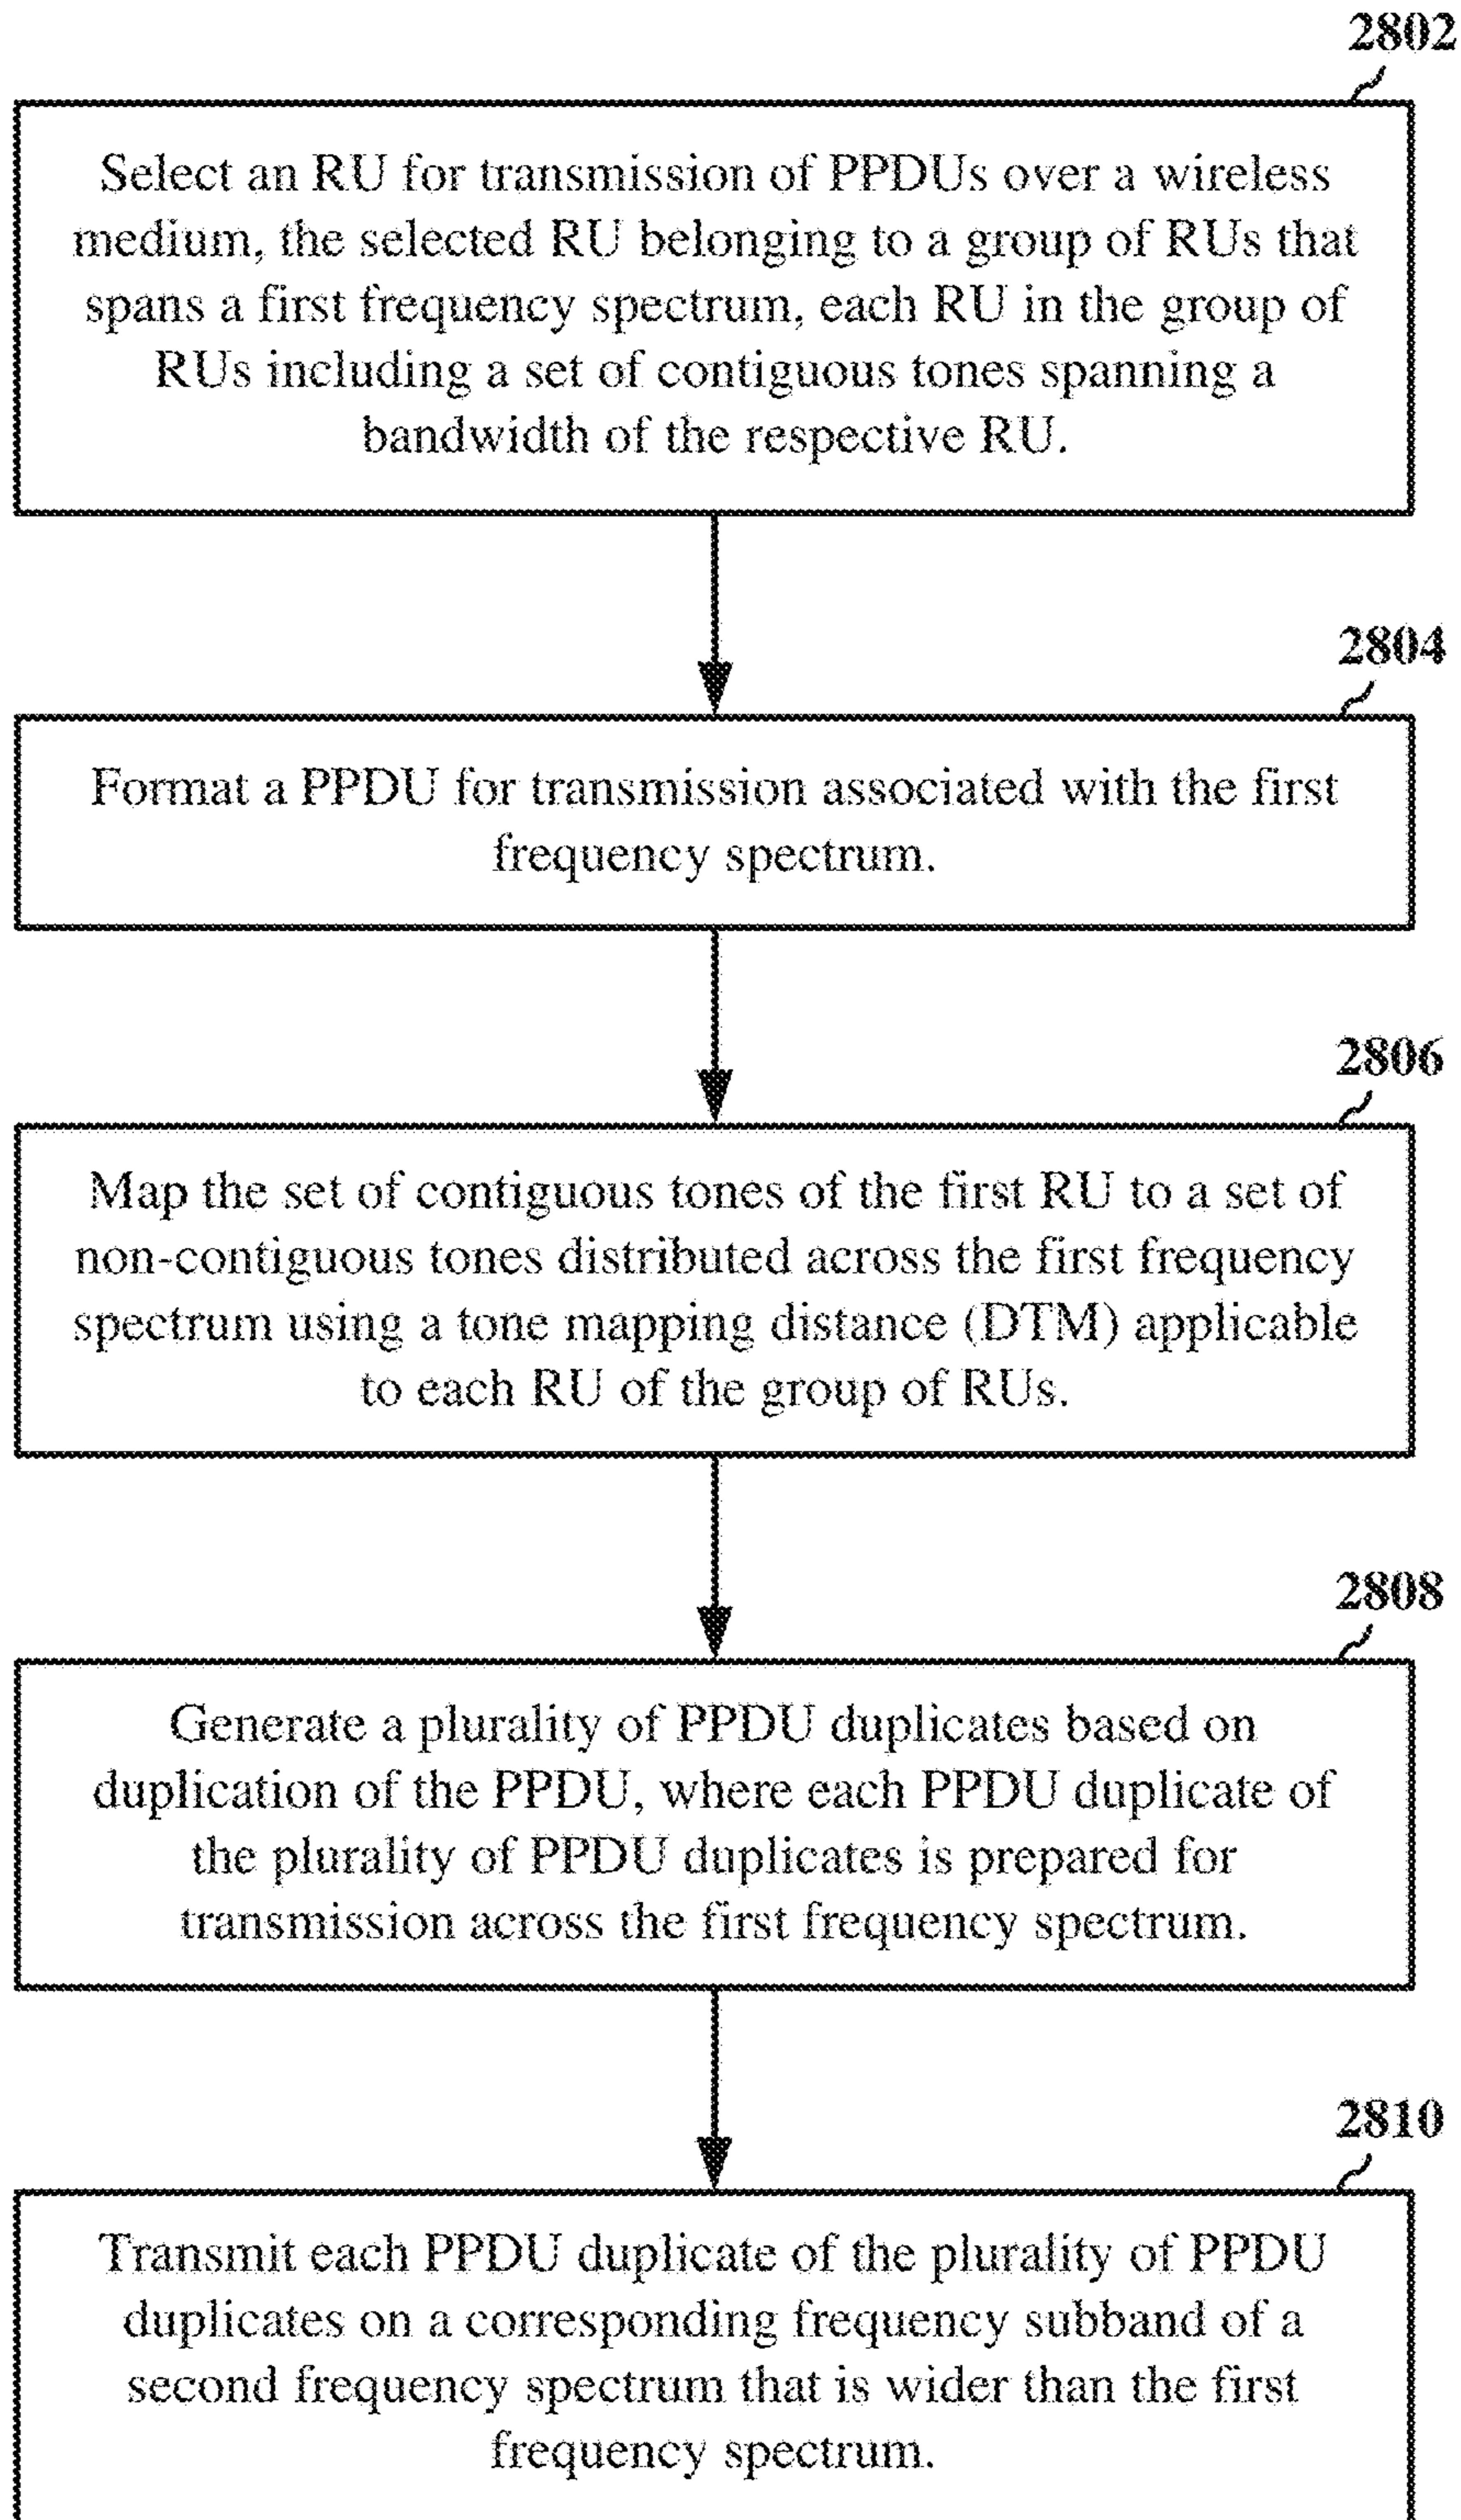 2802
Select an RU for transmission of PPDUs over a wireless
medium, the selected RU belonging to a group of RUs that
spans a first frequency spectrum, each RU in the group of
RUs including a set of contiguous tones spanning a
bandwidth of the respective RU.
2804
Format a PPDU for transmission associated with the first
frequency spectrum.
2806
Map the set of contiguous tones of the first RU to a set of
non-contiguous tones distributed across the first frequency
spectrum using a tone mapping distance (DTM) applicable
to each RU of the group of RUs.
2808
Generate a plurality of PPDU duplicates based on
duplication of the PPDU, where each PPDU duplicate of
the plurality of PPDU duplicates is prepared for
transmission across the first frequency spectrum.
2810
Transmit each PPDU duplicate of the plurality of PPDU
duplicates on a corresponding frequency subband of a
second frequency spectrum that is wider than the first
frequency spectrum.